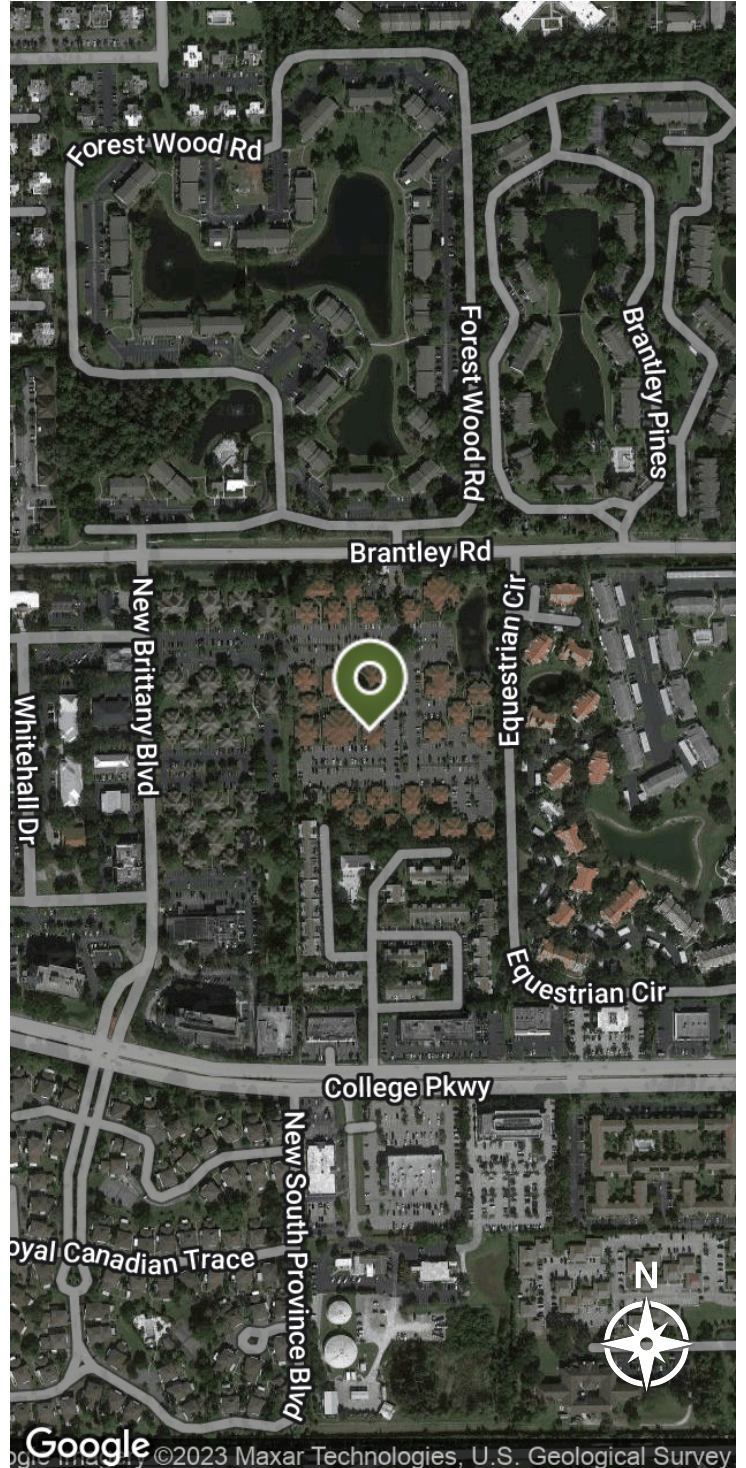 Forest Wood Rd
Forest Wood Rd
Brantley Pines
Brantley Rd
New Brittany Blvd
Equestrian Cir
Whitehall Dr
Equestrian Cir
College Pkwy
New South Province Blvd
oyal Canadian Trace
N
Google
©2023 Maxar Technologies, U.S. Geological Survey